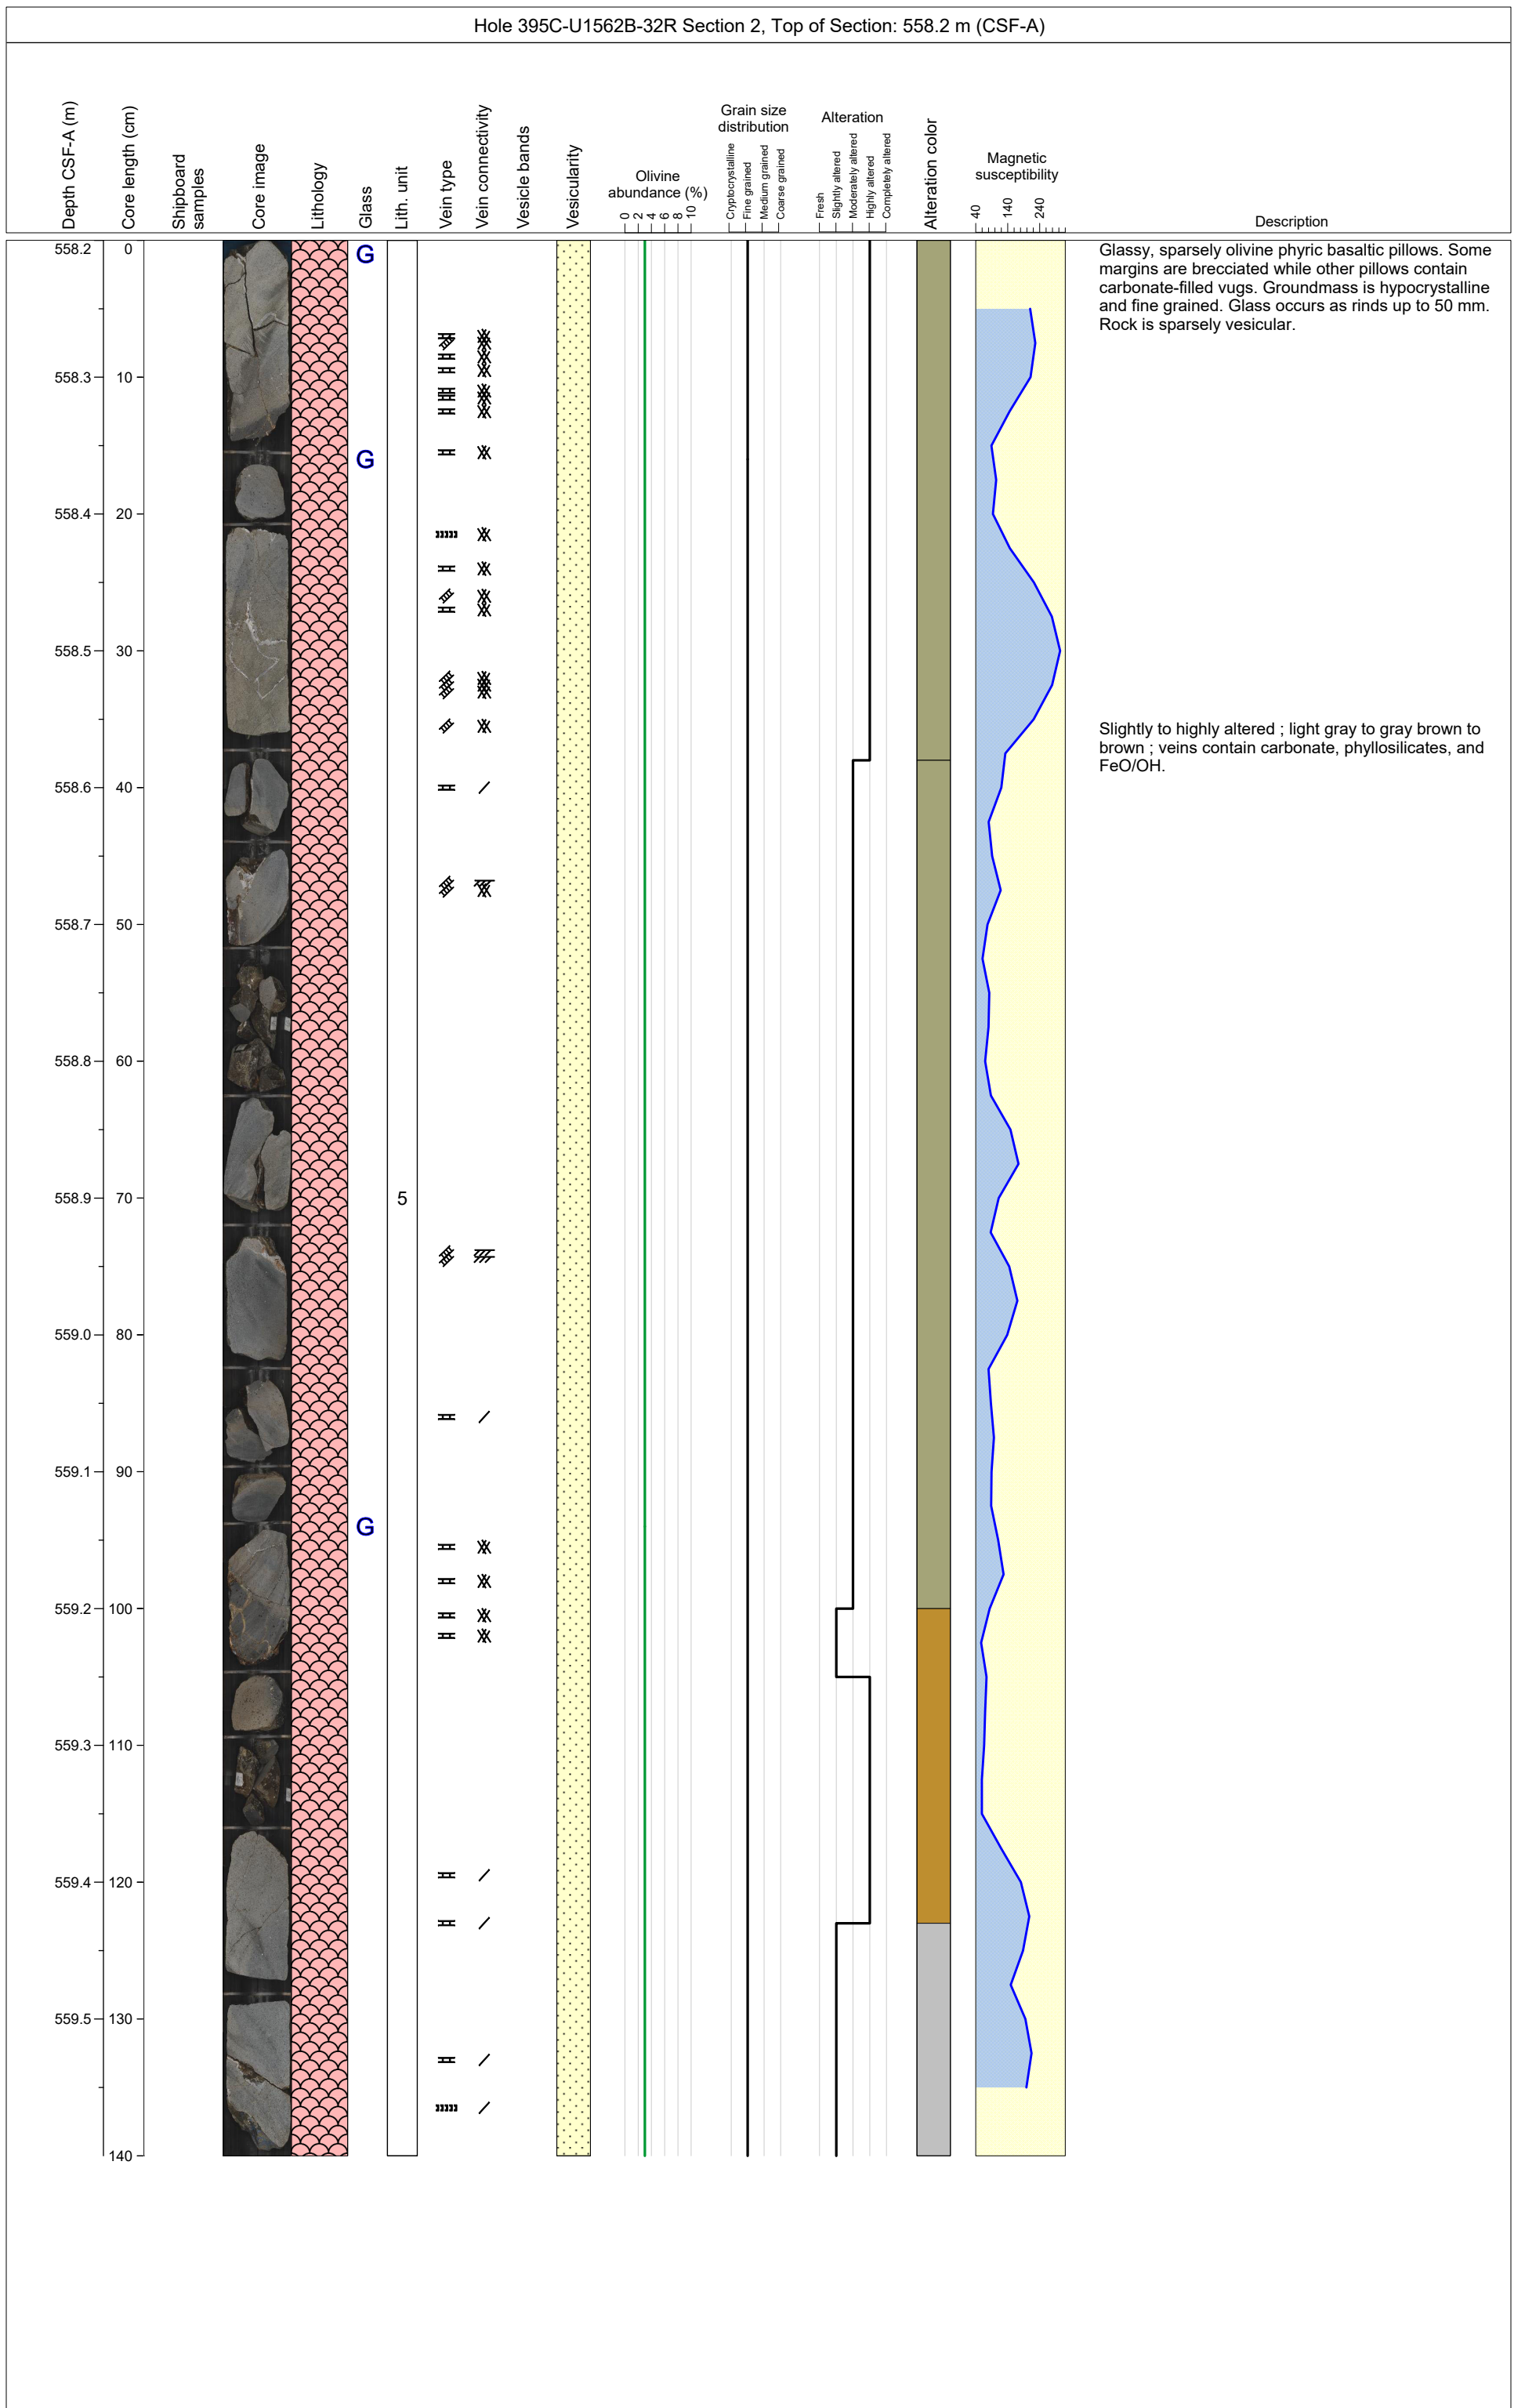 Hole 395C-U1562B-32R Section 2, Top of Section: 558.2 m (CSF-A)
Depth CSF-A (m)
Core length (cm)
Shipboard
samples
Core image
Lithology
Glass
Lith. unit
Vein type
Vein connectivity
Vesicle bands
Vesicularity
Olivine
abundance (%)
0 2 4 6 8 10
Grain size
distribution
Cryptocrystalline
Fine grained
Medium grained
Coarse grained
Alteration
Fresh
Slightly altered
Moderately altered
Highly altered
Completely altered
Alteration color
Magnetic
susceptibility
40 140 240
Description
558.2 0 G
Glassy, sparsely olivine phyric basaltic pillows. Some
margins are brecciated while other pillows contain
carbonate-filled vugs. Groundmass is hypocrystalline
and fine grained. Glass occurs as rinds up to 50 mm.
Rock is sparsely vesicular.
558.3 10
G
558.4 20
558.5 30
Slightly to highly altered ; light gray to gray brown to
brown ; veins contain carbonate, phyllosilicates, and
FeO/OH.
558.6 40
558.7 50
558.8 60
558.9 70 5
559.0 80
559.1 90
G
559.2 100
559.3 110
559.4 120
559.5 130
140